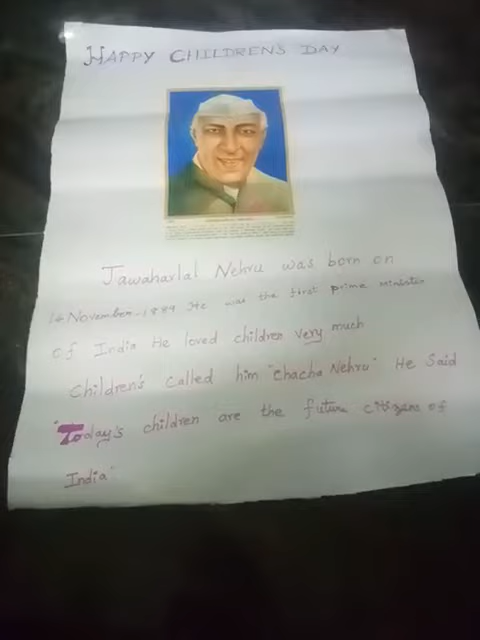 HAPPY CHILDRENS DAY
Jawaharlal Nehru was born on
14 November-1889 He was the first prime minister
Of India He loved children very much
Children's Called him "Chacha Nehru" He Said
"Today's children are the future citizens of
India"